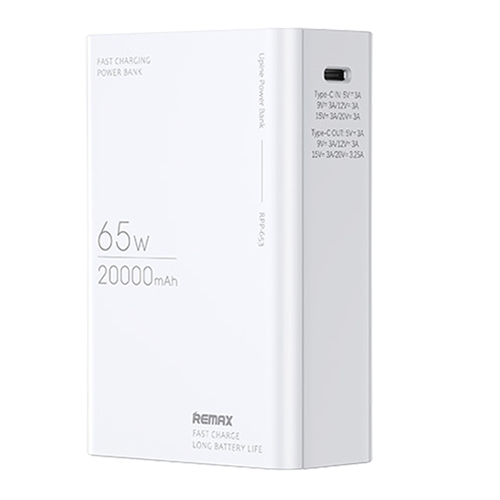 FAST CHARGING
POWER BANK
Lipine Power Bank
RPP-653
65W
20000mAh
REMAX
FAST CHARGE
LONG BATTERY LIFE
Type-C IN: 5V⎓3A
9V⎓3A/12V⎓3A
15V⎓3A/20V⎓3A
Type-C OUT: 5V⎓3A
9V⎓3A/12V⎓3A
15V⎓3A/20V⎓3.25A